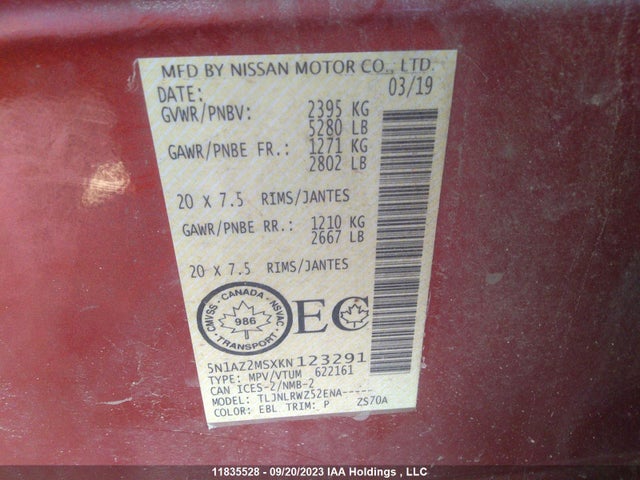 MFD BY NISSAN MOTOR CO., LTD.
DATE: 03/19
GVWR/PNBV: 2395 KG
5280 LB
GAWR/PNBE FR.: 1271 KG
2802 LB
20 X 7.5 RIMS/JANTES
GAWR/PNBE RR.: 1210 KG
2667 LB
20 X 7.5 RIMS/JANTES
CMVSS · CANADA · NSVAC
986
· TRANSPORT ·
EC
5N1AZ2MSXKN123291
TYPE: MPV/VTUM 622161
CAN ICES-2/NMB-2
MODEL: TLJNLRWZ52ENA-----
COLOR: EBL TRIM: P ZS70A
11835528 - 09/20/2023 IAA Holdings , LLC